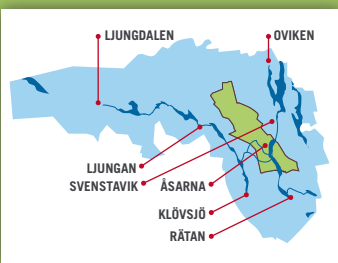 LJUNGDALEN
OVIKEN
LJUNGAN
SVENSTAVIK
ÅSARNA
KLÖVSJÖ
RÄTAN